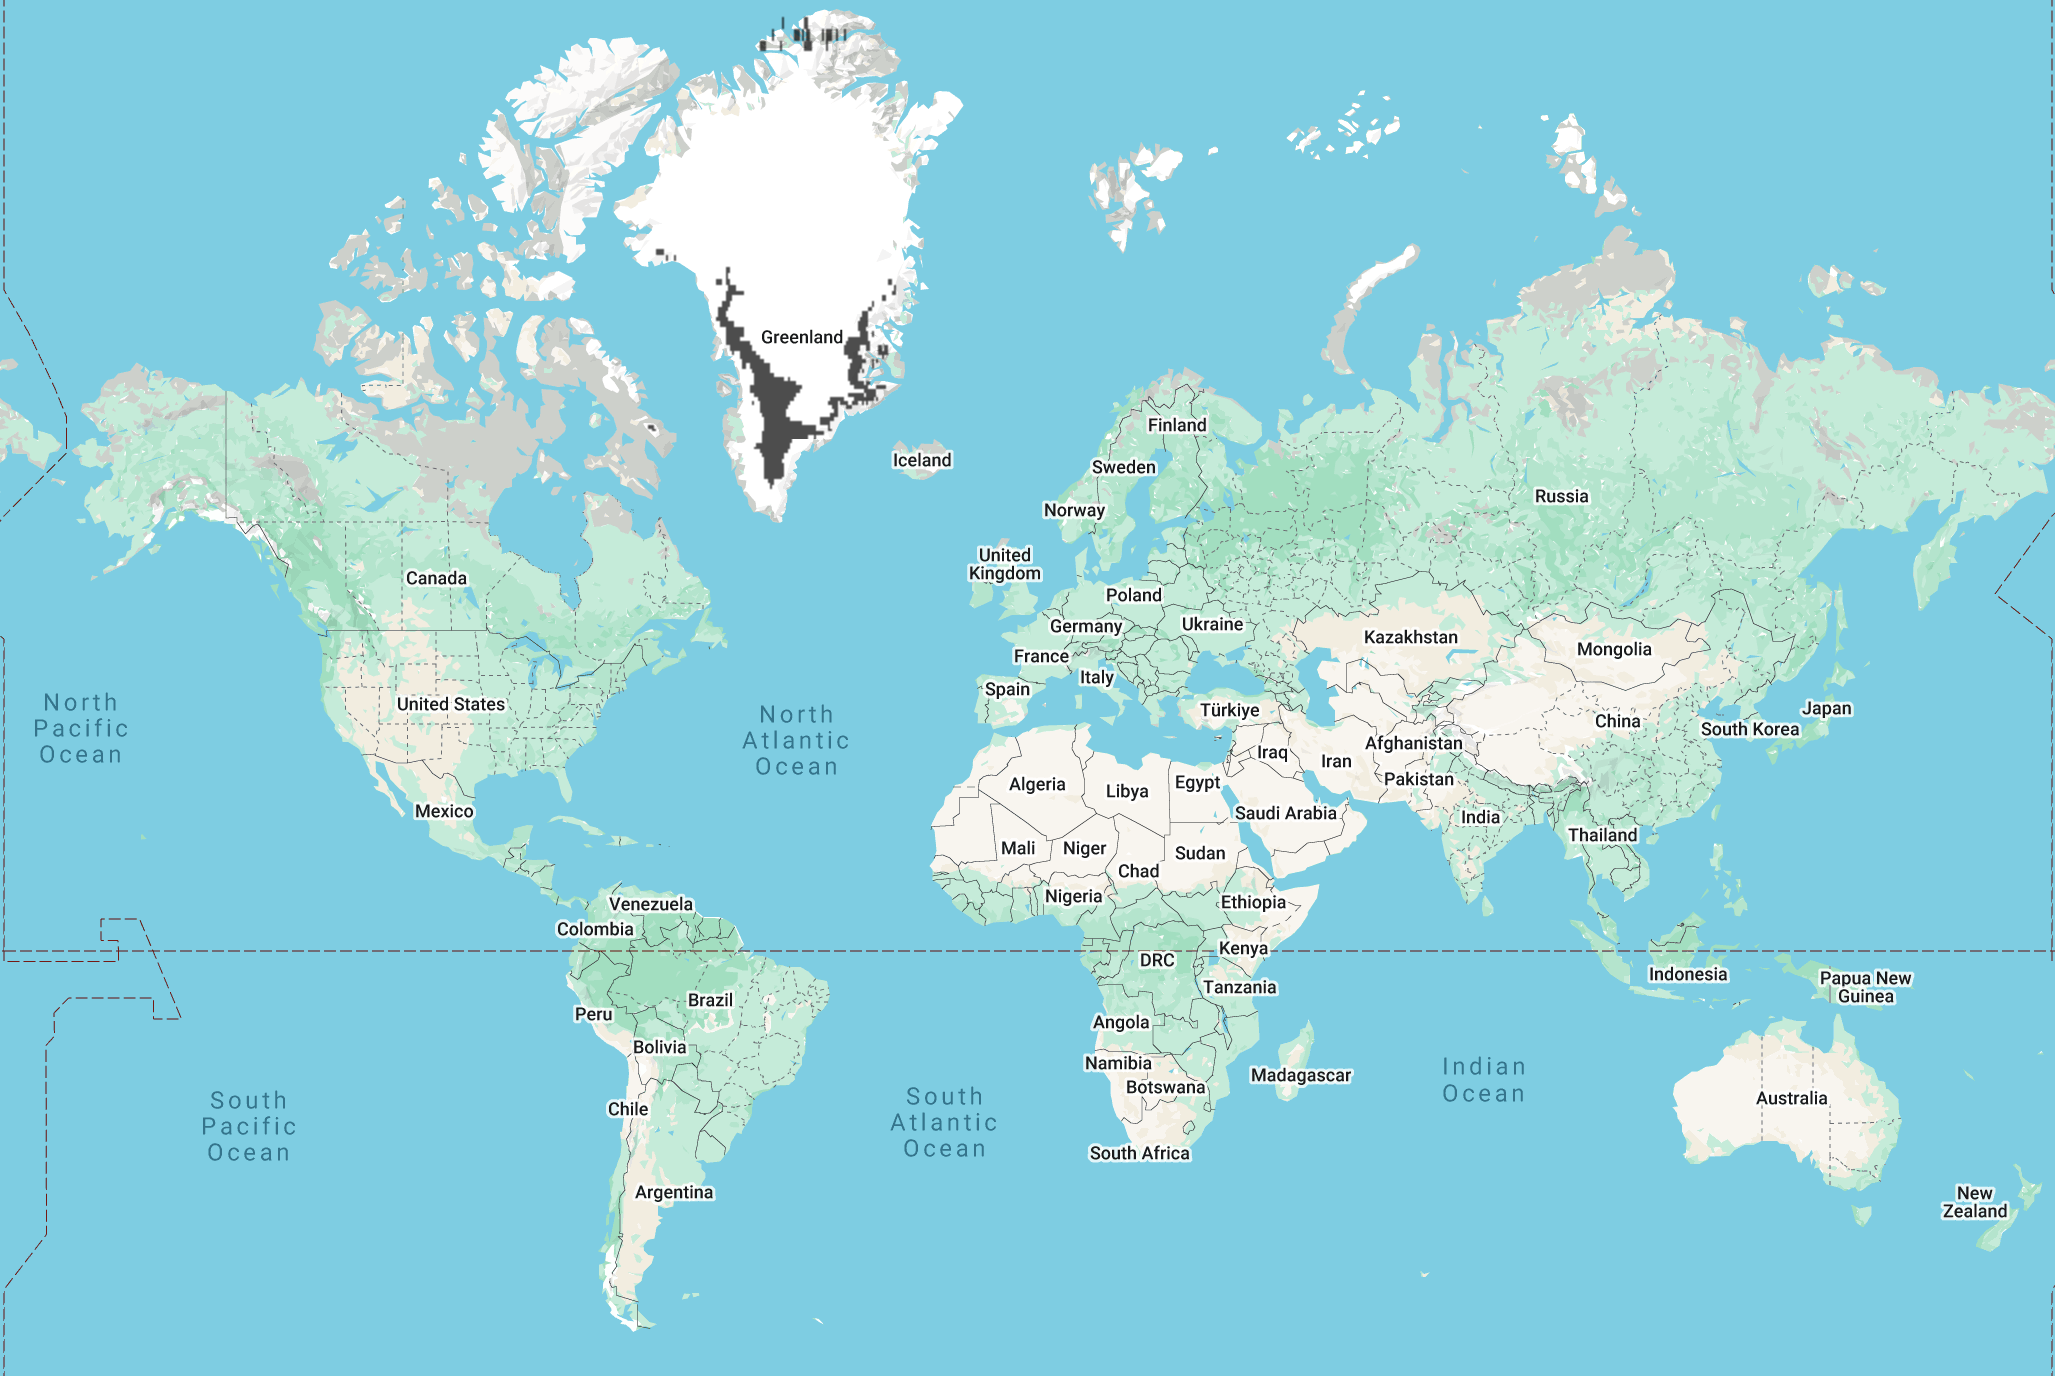 Greenland
Finland
Iceland
Sweden
Russia
Norway
United
Kingdom
Canada
Poland
Germany
Ukraine
Kazakhstan
Mongolia
France
Italy
Spain
North
Pacific
Ocean
United States
North
Atlantic
Ocean
Türkiye
China
Japan
South Korea
Afghanistan
Iraq
Iran
Pakistan
Algeria
Libya
Egypt
Saudi Arabia
India
Mexico
Thailand
Mali
Niger
Sudan
Chad
Nigeria
Ethiopia
Venezuela
Colombia
Kenya
DRC
Indonesia
Papua New
Guinea
Tanzania
Brazil
Peru
Angola
Bolivia
Namibia
Botswana
Madagascar
Indian
Ocean
Australia
Chile
South
Pacific
Ocean
South
Atlantic
Ocean
South Africa
Argentina
New
Zealand